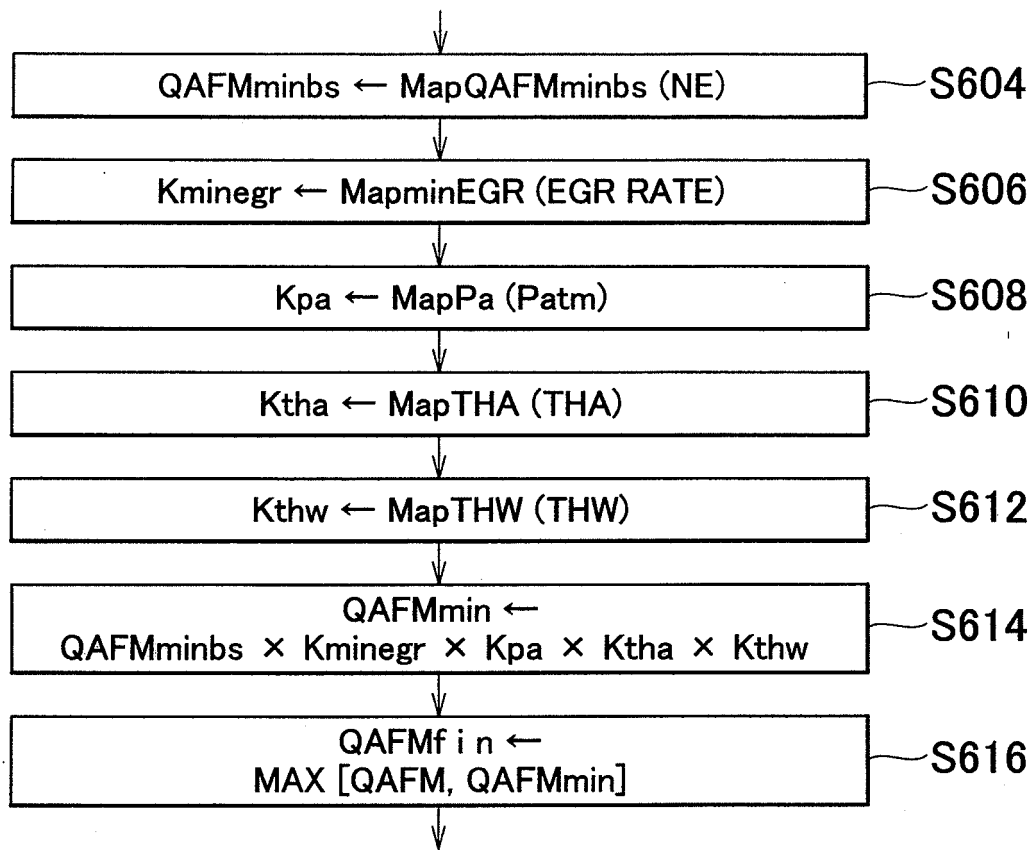 QAFMminbs ← MapQAFMminbs (NE)
S604
Kminegr ← MapminEGR (EGR RATE)
S606
Kpa ← MapPa (Patm)
S608
Ktha ← MapTHA (THA)
S610
Kthw ← MapTHW (THW)
S612
QAFMmin ←
QAFMminbs × Kminegr × Kpa × Ktha × Kthw
S614
QAFMfin ←
MAX [QAFM, QAFMmin]
S616